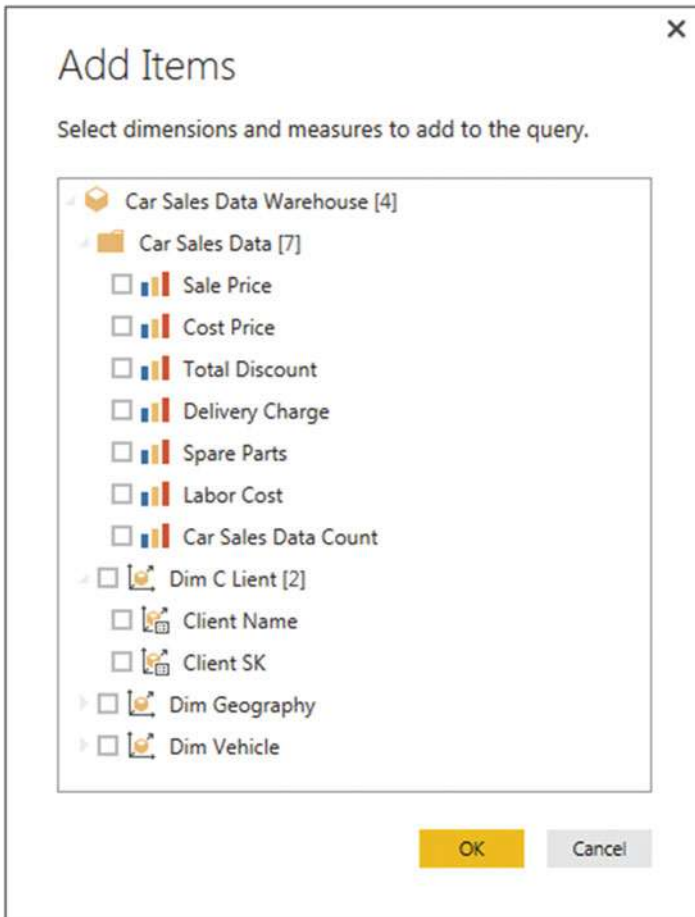 Add Items
Select dimensions and measures to add to the query.
Car Sales Data Warehouse [4]
Car Sales Data [7]
Sale Price
Cost Price
Total Discount
Delivery Charge
Spare Parts
Labor Cost
Car Sales Data Count
Dim C Lient [2]
Client Name
Client SK
Dim Geography
Dim Vehicle
OK Cancel